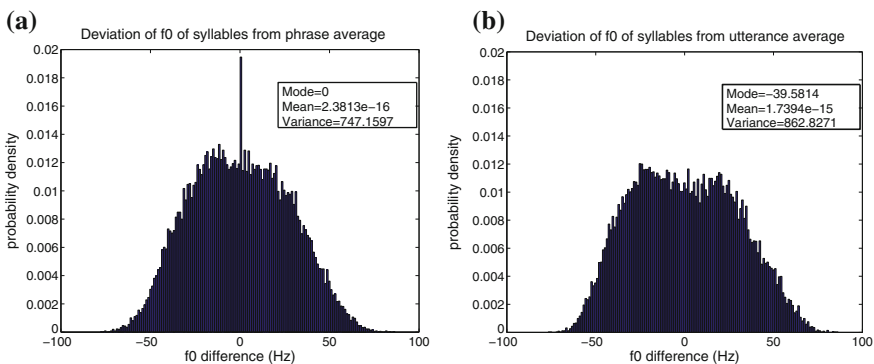 (a)
Deviation of f0 of syllables from phrase average
0.02
0.018
0.016
0.014
0.012
0.01
0.008
0.006
0.004
0.002
0
probability density
Mode=0
Mean=2.3813e-16
Variance=747.1597
-100
-50
0
50
100
f0 difference (Hz)
(b)
Deviation of f0 of syllables from utterance average
0.02
0.018
0.016
0.014
0.012
0.01
0.008
0.006
0.004
0.002
0
probability density
Mode=-39.5814
Mean=1.7394e-15
Variance=862.8271
-100
-50
0
50
100
f0 difference (Hz)